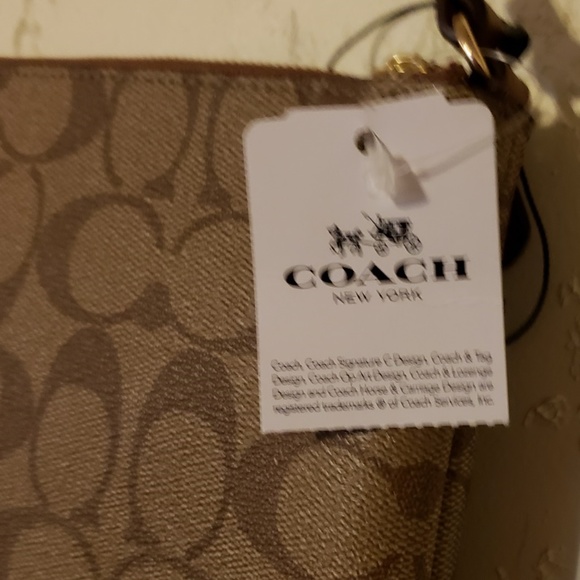 COACH
NEW YORK
Coach, Coach Signature C Design, Coach & Tag
Design, Coach Op Art Design, Coach & Lozenge
Design and Coach Horse & Carriage Design are
registered trademarks ® of Coach Services, Inc.